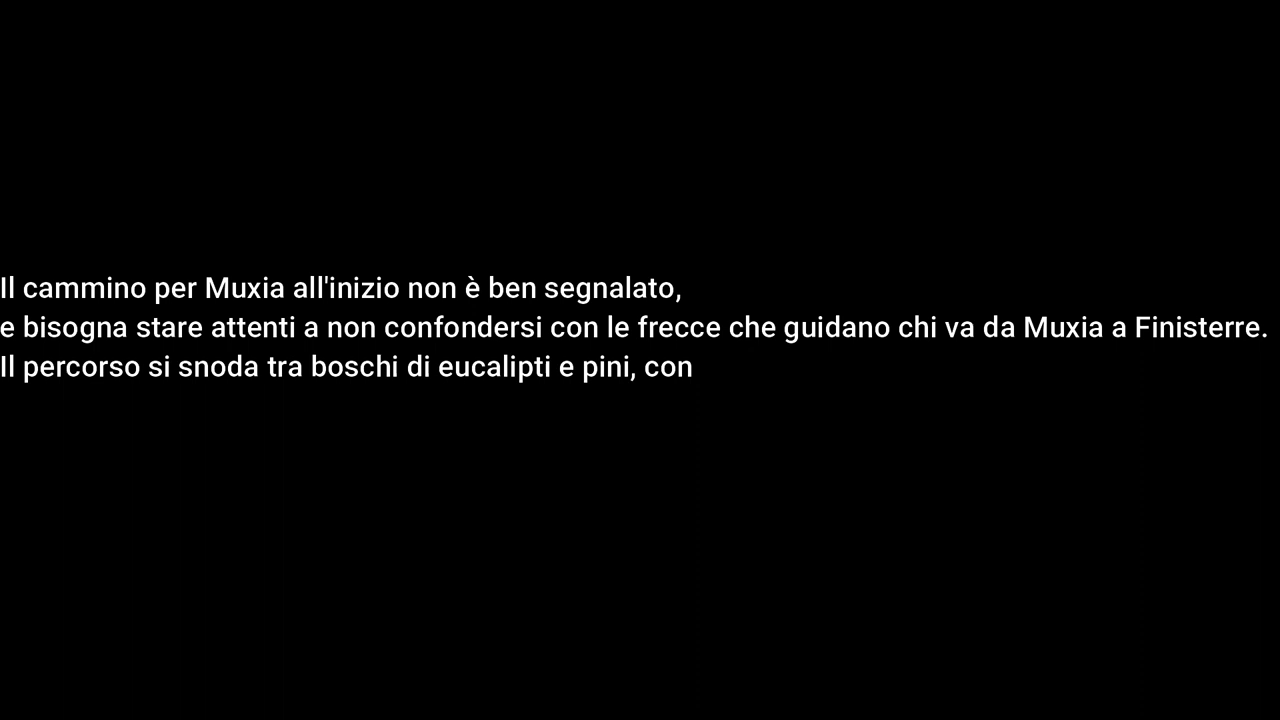 Il cammino per Muxia all'inizio non è ben segnalato,
e bisogna stare attenti a non confondersi con le frecce che guidano chi va da Muxia a Finisterre.
Il percorso si snoda tra boschi di eucalipti e pini, con